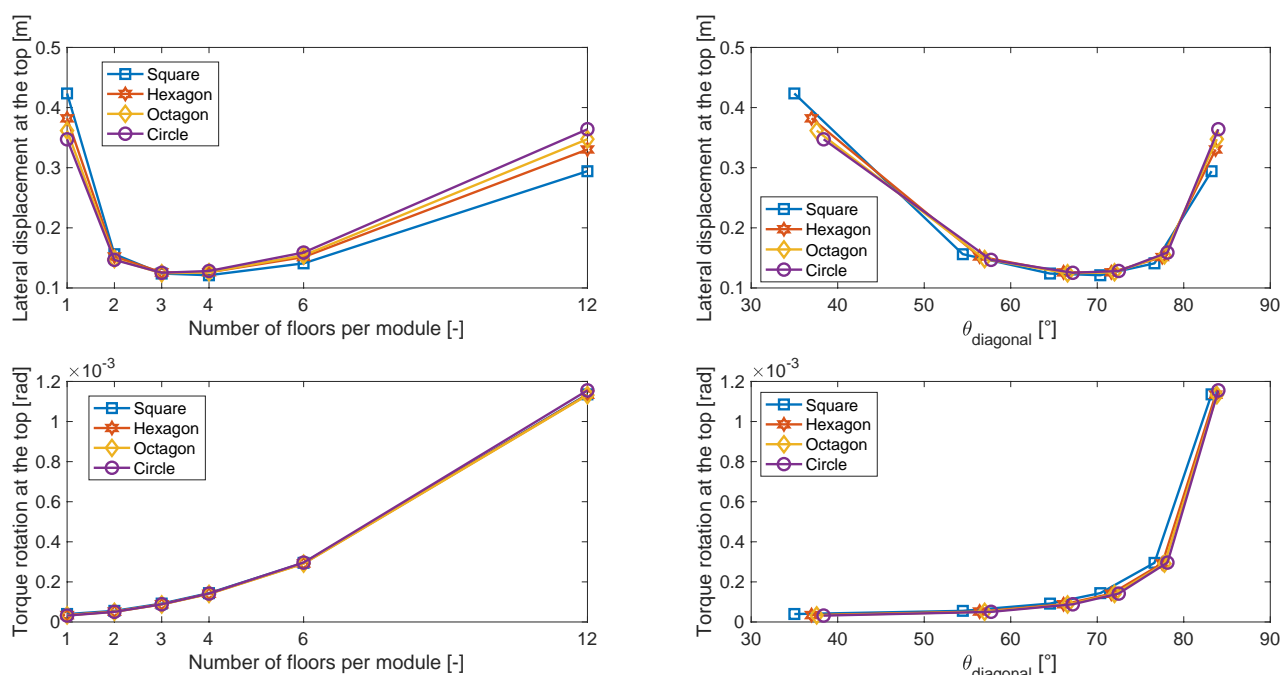 Lateral displacement at the top [m]
0.5
0.4
0.3
0.2
0.1
Square
Hexagon
Octagon
Circle
1 2 3 4 6 12
Number of floors per module [-]
Lateral displacement at the top [m]
0.5
0.4
0.3
0.2
0.1
Square
Hexagon
Octagon
Circle
30 40 50 60 70 80 90
θdiagonal [°]
Torque rotation at the top [rad]
×10-3
1.2
1
0.8
0.6
0.4
0.2
0
Square
Hexagon
Octagon
Circle
1 2 3 4 6 12
Number of floors per module [-]
Torque rotation at the top [rad]
×10-3
1.2
1
0.8
0.6
0.4
0.2
0
Square
Hexagon
Octagon
Circle
30 40 50 60 70 80 90
θdiagonal [°]